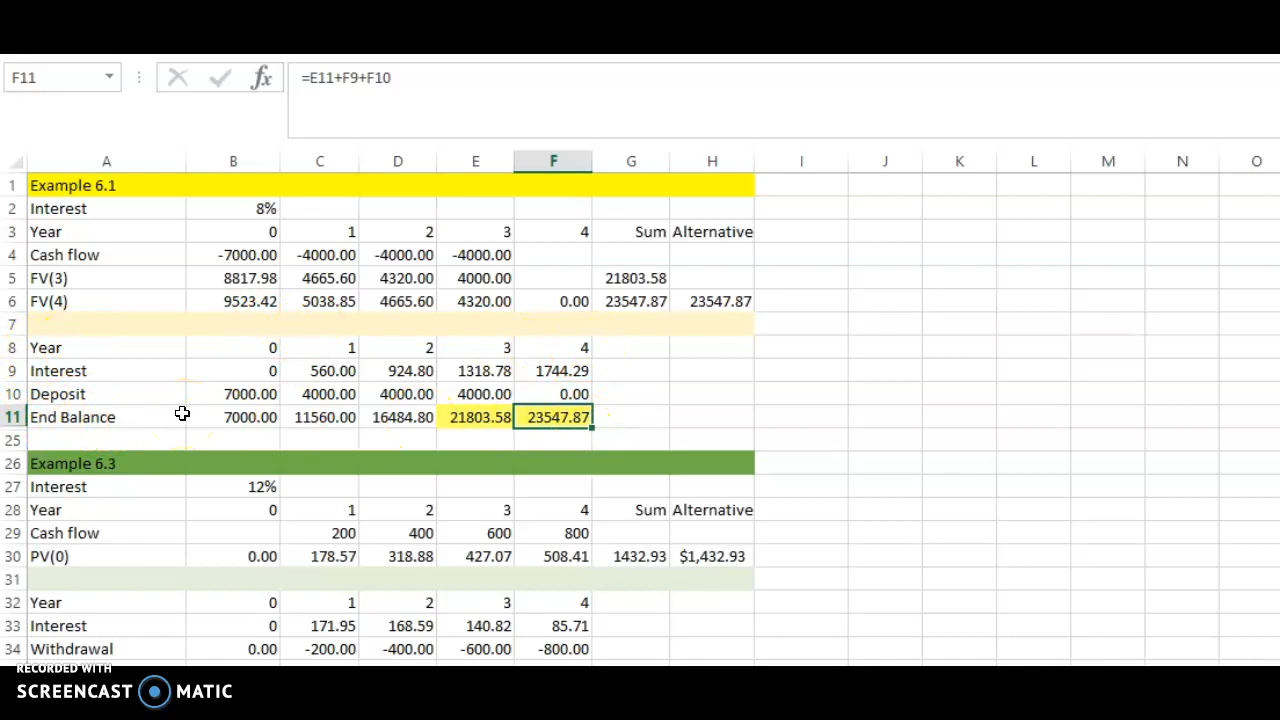 F11 fx =E11+F9+F10
A B C D E F G H I J K L M N O
1 Example 6.1
2 Interest 8%
3 Year 0 1 2 3 4 Sum Alternative
4 Cash flow -7000.00 -4000.00 -4000.00 -4000.00
5 FV(3) 8817.98 4665.60 4320.00 4000.00 21803.58
6 FV(4) 9523.42 5038.85 4665.60 4320.00 0.00 23547.87 23547.87
7
8 Year 0 1 2 3 4
9 Interest 0 560.00 924.80 1318.78 1744.29
10 Deposit 7000.00 4000.00 4000.00 4000.00 0.00
11 End Balance 7000.00 11560.00 16484.80 21803.58 23547.87
25
26 Example 6.3
27 Interest 12%
28 Year 0 1 2 3 4 Sum Alternative
29 Cash flow 200 400 600 800
30 PV(0) 0.00 178.57 318.88 427.07 508.41 1432.93 $1,432.93
31
32 Year 0 1 2 3 4
33 Interest 0 171.95 168.59 140.82 85.71
34 Withdrawal 0.00 -200.00 -400.00 -600.00 -800.00
RECORDED WITH
SCREENCAST MATIC